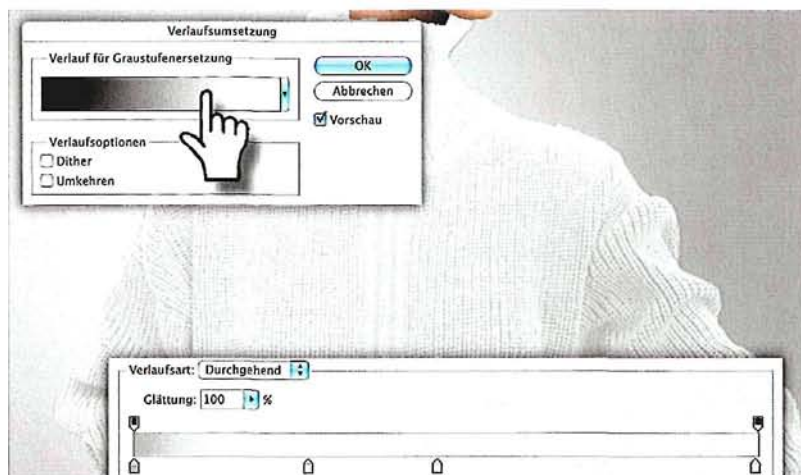 Verlaufsumsetzung
Verlauf für Graustufenersetzung
OK
Abbrechen
Vorschau
Verlaufsoptionen
Dither
Umkehren
Verlaufsart: Durchgehend
Glättung: 100 %